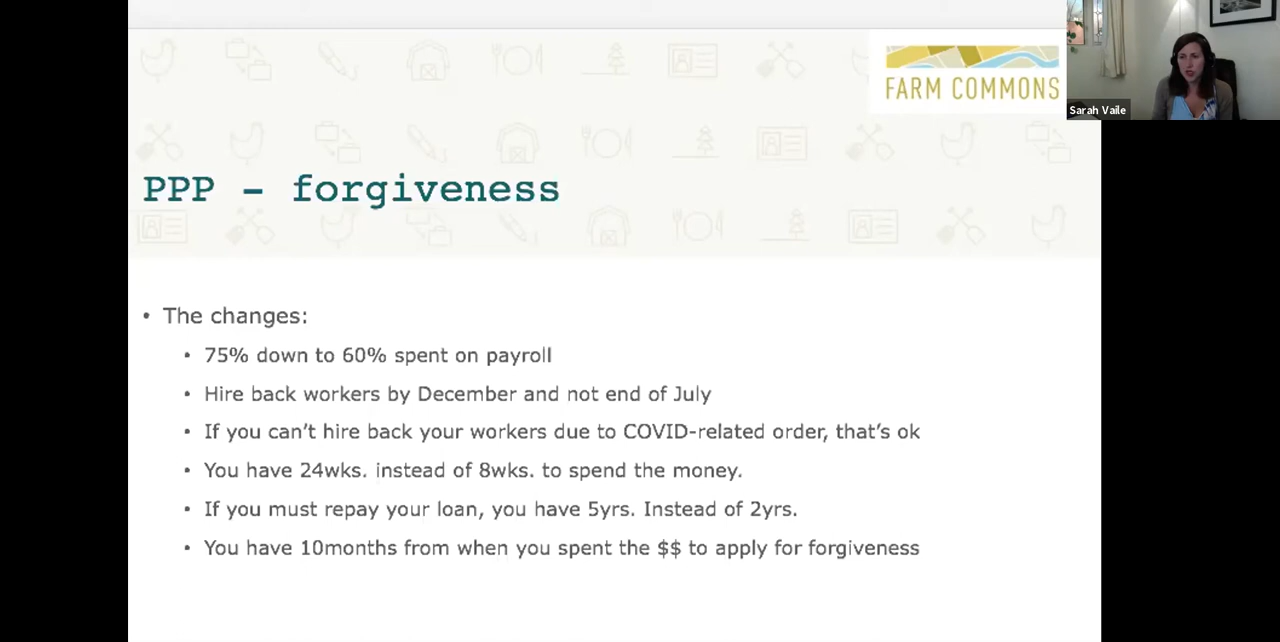 FARM COMMONS
Sarah Vaile
PPP – forgiveness
• The changes:
• 75% down to 60% spent on payroll
• Hire back workers by December and not end of July
• If you can’t hire back your workers due to COVID-related order, that’s ok
• You have 24wks. instead of 8wks. to spend the money.
• If you must repay your loan, you have 5yrs. Instead of 2yrs.
• You have 10months from when you spent the $$ to apply for forgiveness